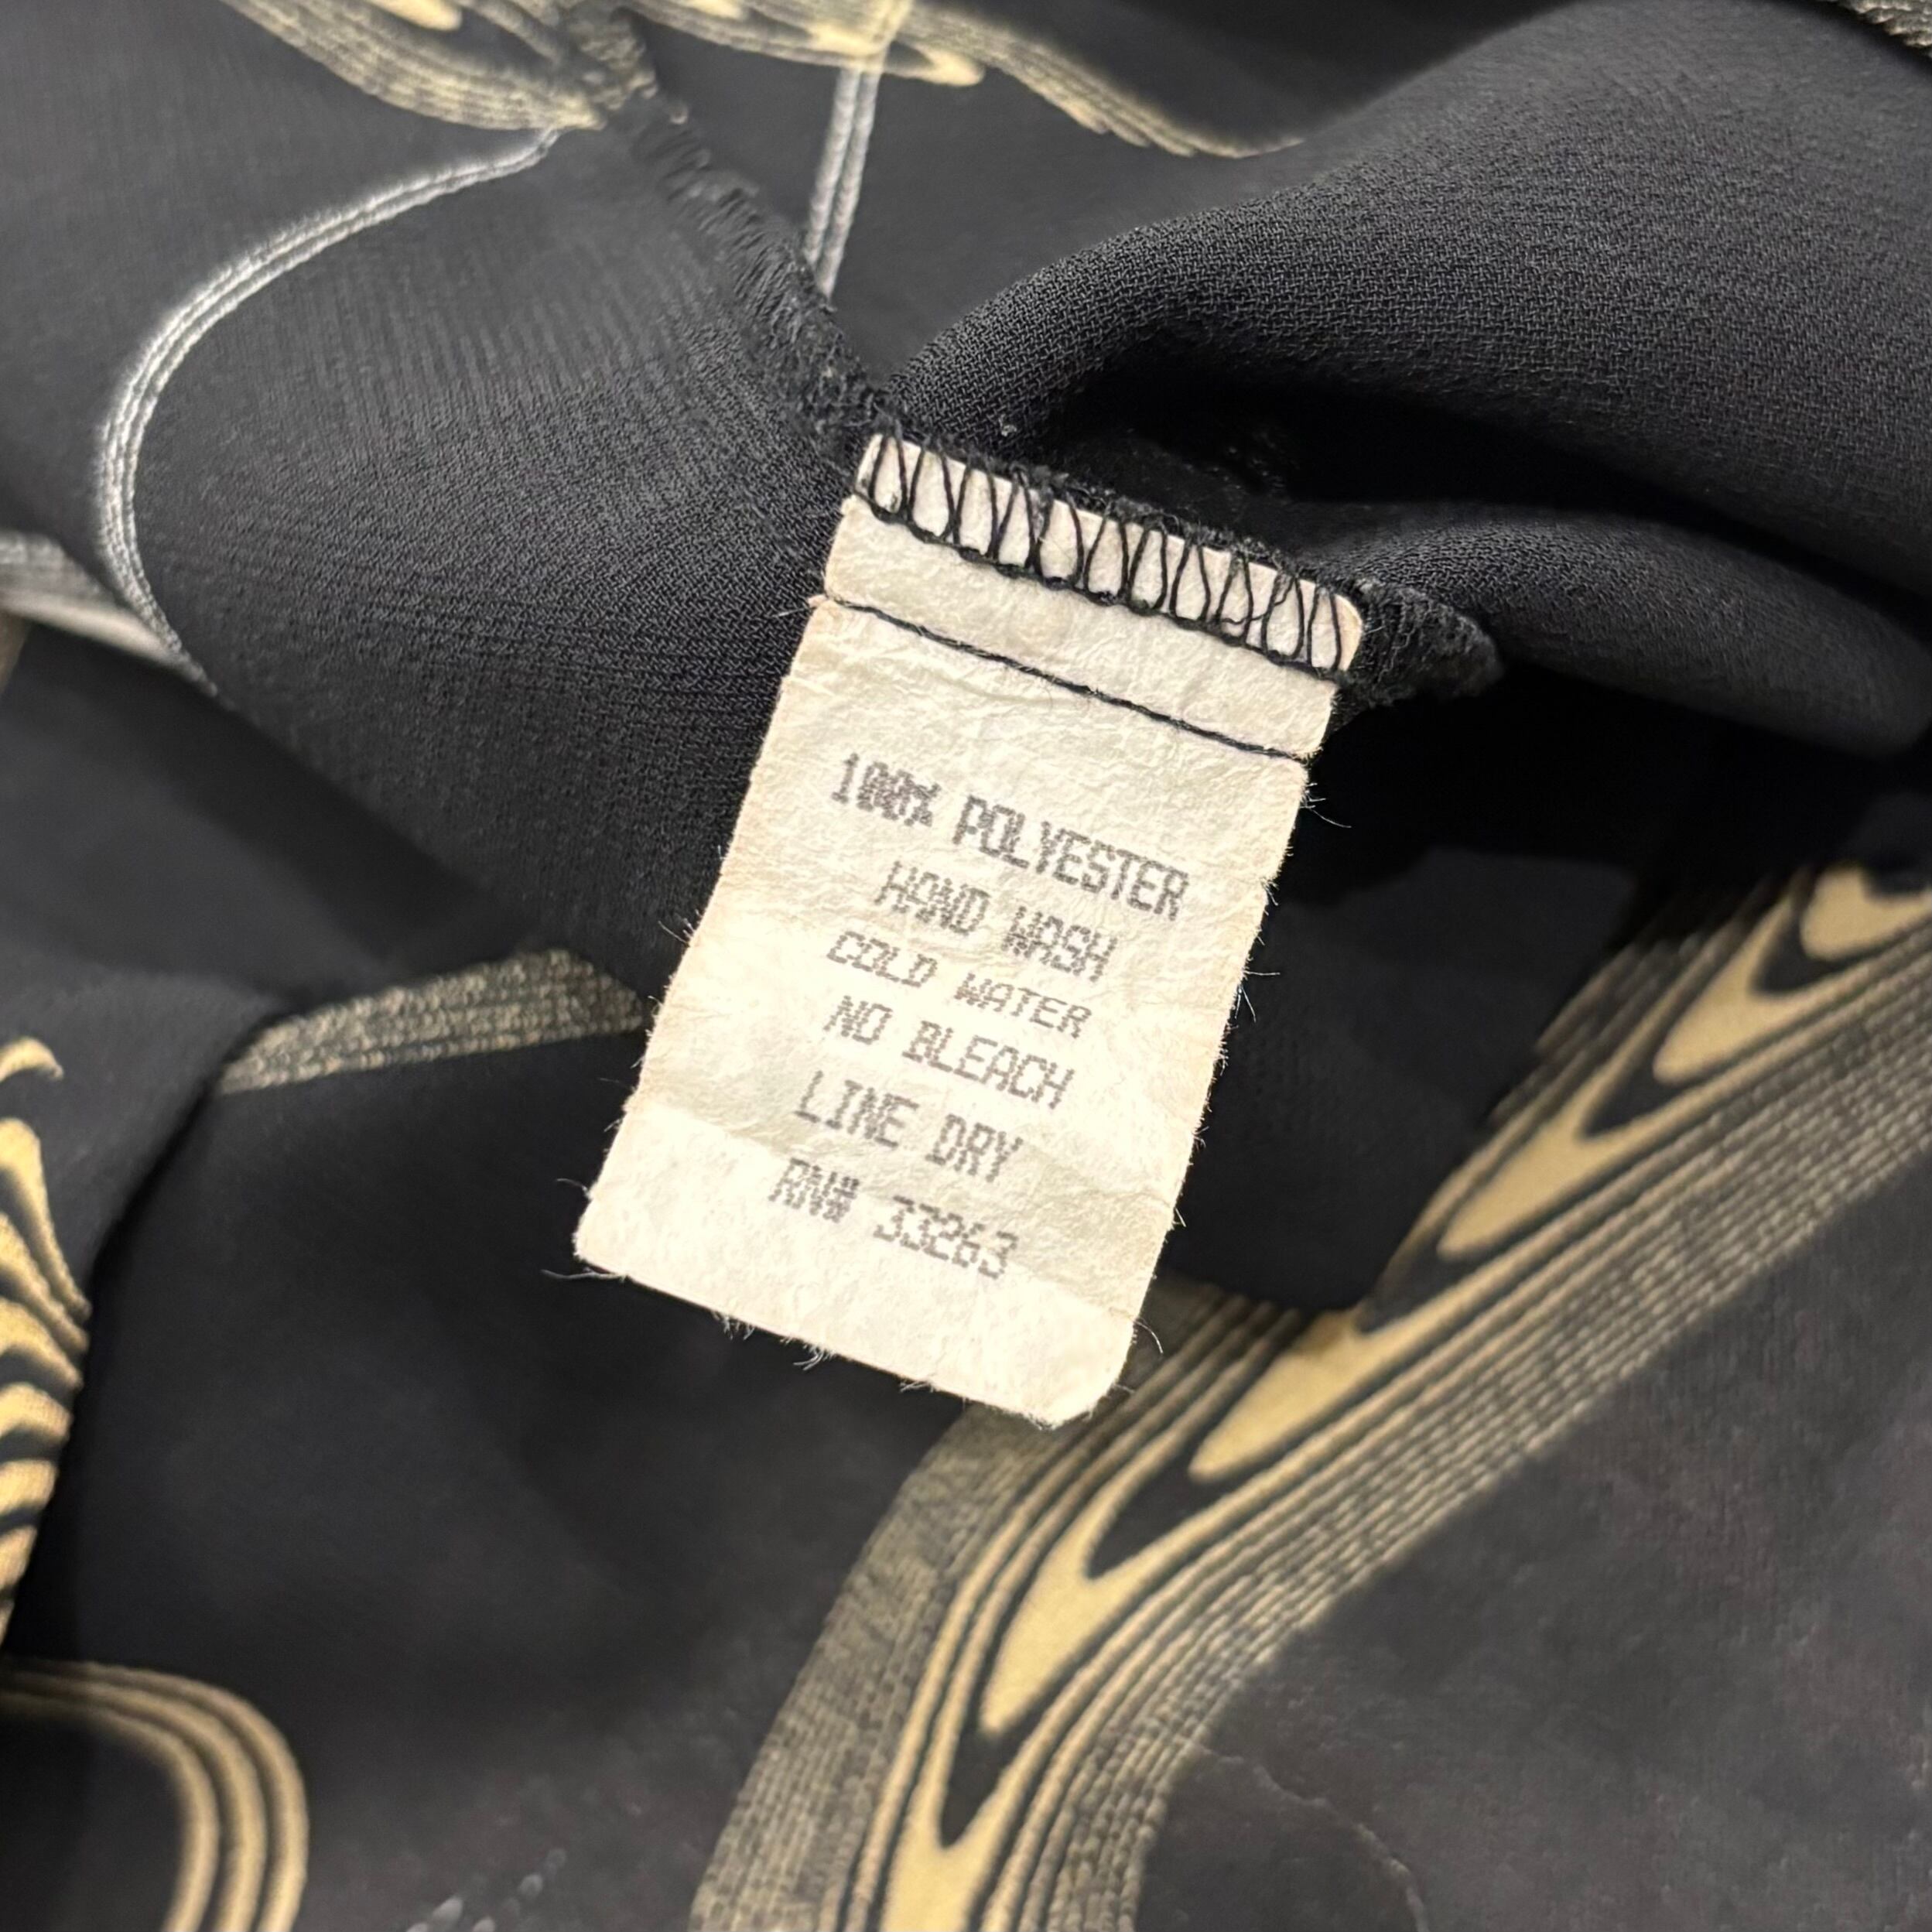 100% POLYESTER
HAND WASH
COLD WATER
NO BLEACH
LINE DRY
RN# 33263